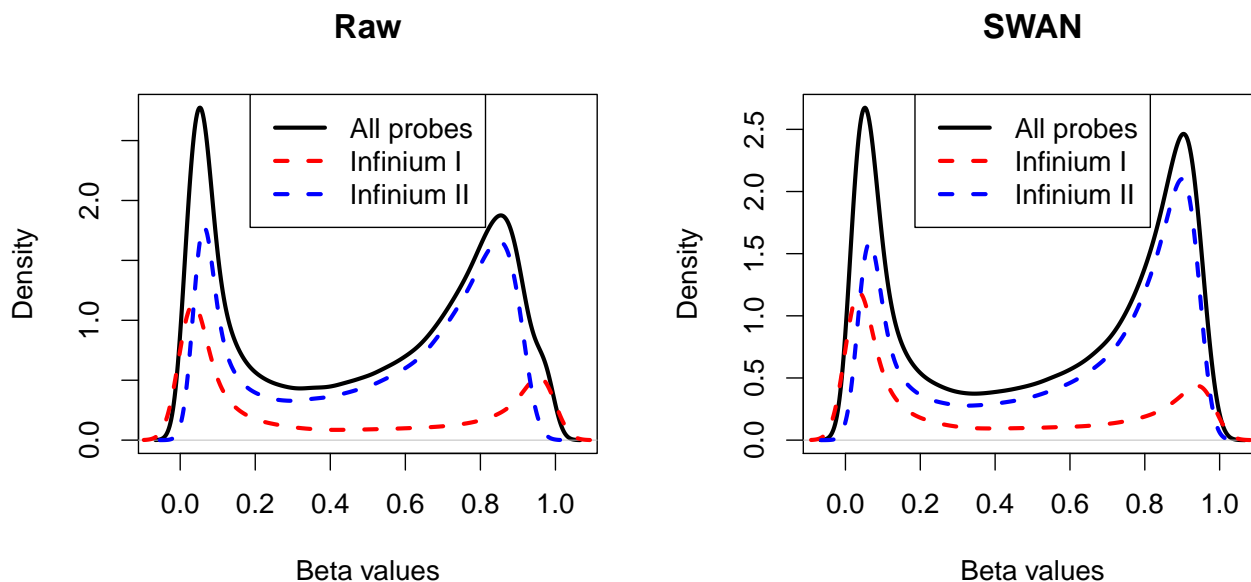 Raw
All probes
Infinium I
Infinium II
Density
0.0
1.0
2.0
0.0 0.2 0.4 0.6 0.8 1.0
Beta values
SWAN
All probes
Infinium I
Infinium II
Density
0.0
0.5
1.0
1.5
2.0
2.5
0.0 0.2 0.4 0.6 0.8 1.0
Beta values